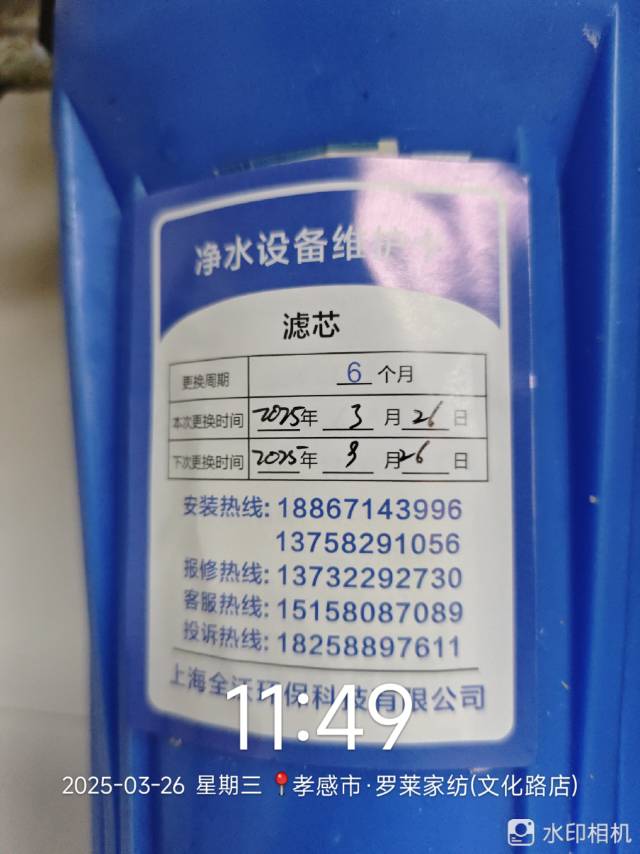 净水设备维护卡
滤芯
更换周期 6 个月
本次更换时间 2025年 3 月 26 日
下次更换时间 2025年 9 月 26 日
安装热线: 18867143996
13758291056
报修热线: 13732292730
客服热线: 15158087089
投诉热线: 18258897611
上海全江环保科技有限公司
11:49
2025-03-26 星期三 孝感市·罗莱家纺(文化路店)
水印相机